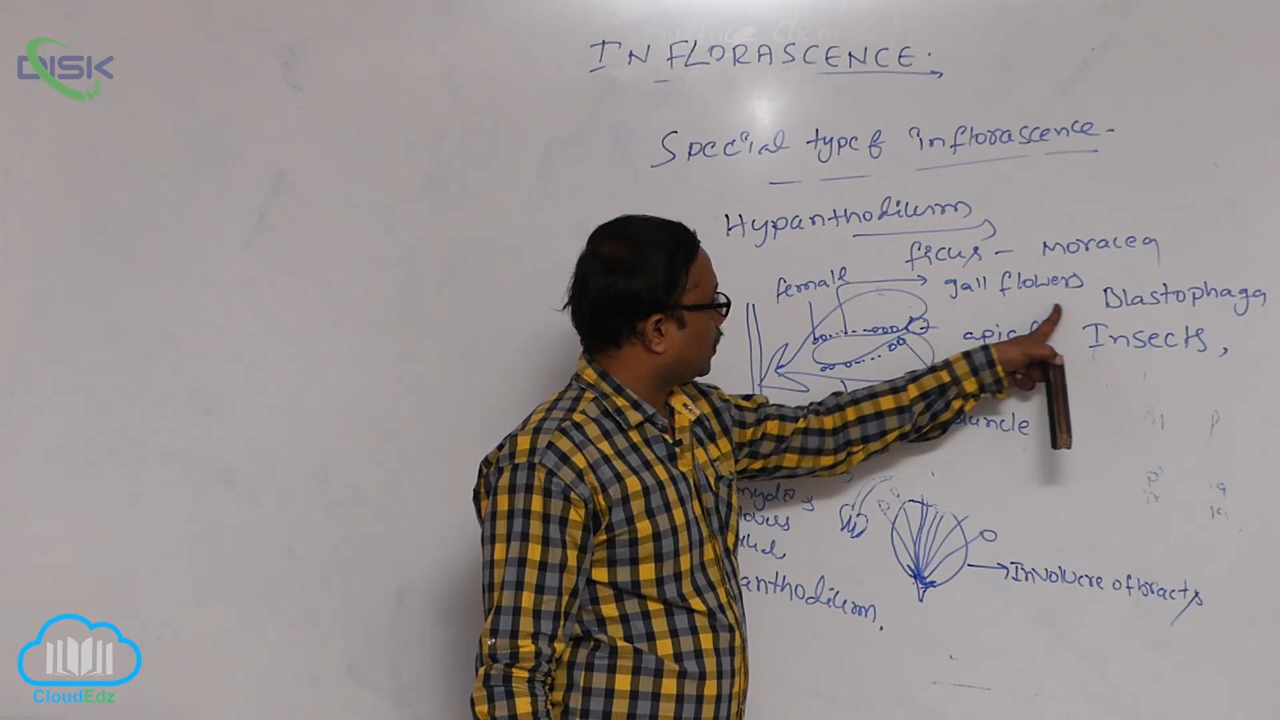 DISK
INFLORASCENCE.
Special type of inflorascence.
Hypanthodium
ficus - Moracea
female
gall flowers
Blastophaga
Insects,
Involucre of bracts
anthodium,
CloudEdz